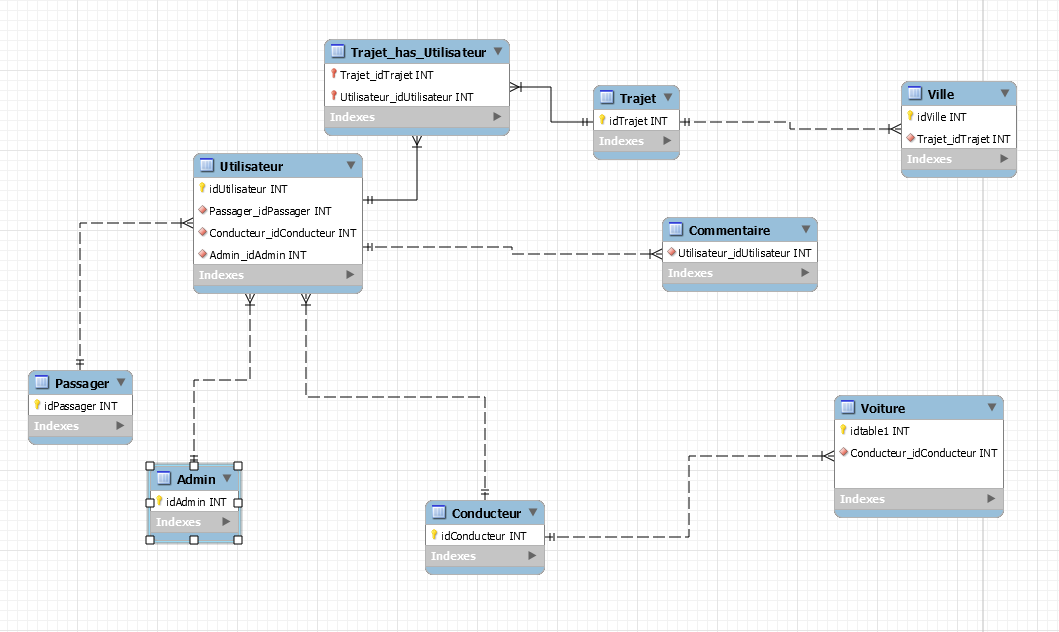 Trajet_has_Utilisateur
Trajet_idTrajet INT
Utilisateur_idUtilisateur INT
Indexes
Trajet
idTrajet INT
Indexes
Ville
idVille INT
Trajet_idTrajet INT
Indexes
Utilisateur
idUtilisateur INT
Passager_idPassager INT
Conducteur_idConducteur INT
Admin_idAdmin INT
Indexes
Commentaire
Utilisateur_idUtilisateur INT
Indexes
Passager
idPassager INT
Indexes
Admin
idAdmin INT
Indexes
Conducteur
idConducteur INT
Indexes
Voiture
idtable1 INT
Conducteur_idConducteur INT
Indexes